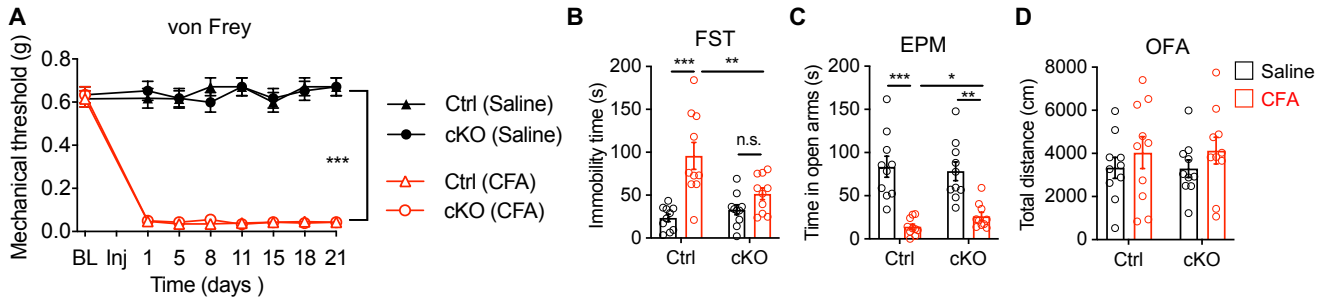 A
von Frey
Mechanical threshold (g)
0.8
0.6
0.4
0.2
0.0
BL Inj 1 5 8 11 15 18 21
Time (days )
***
Ctrl (Saline)
cKO (Saline)
Ctrl (CFA)
cKO (CFA)
B
FST
Immobility time (s)
200
150
100
50
0
*** **
n.s.
Ctrl cKO
C
EPM
Time in open arms (s)
200
150
100
50
0
*** *
**
Ctrl cKO
D
OFA
Total distance (cm)
8000
6000
4000
2000
0
Ctrl cKO
Saline
CFA